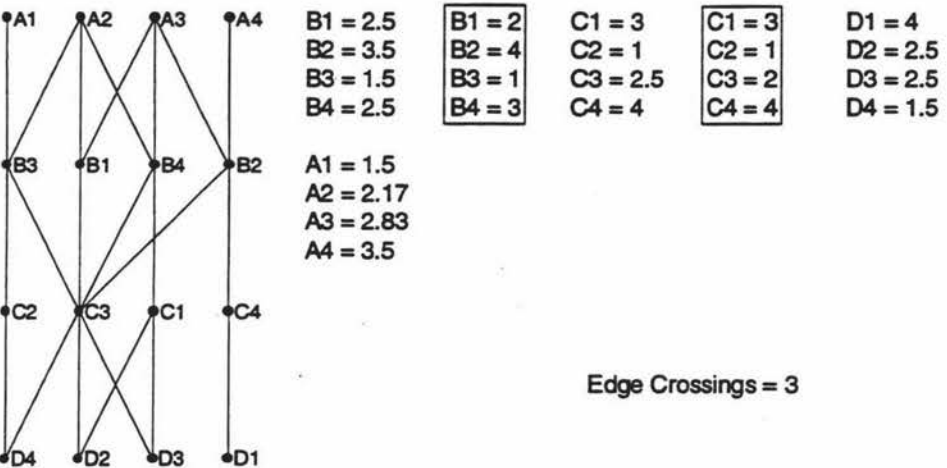 A1 A2 A3 A4
B1 = 2.5 B1 = 2 C1 = 3 C1 = 3 D1 = 4
B2 = 3.5 B2 = 4 C2 = 1 C2 = 1 D2 = 2.5
B3 = 1.5 B3 = 1 C3 = 2.5 C3 = 2 D3 = 2.5
B4 = 2.5 B4 = 3 C4 = 4 C4 = 4 D4 = 1.5
B3 B1 B4 B2
A1 = 1.5
A2 = 2.17
A3 = 2.83
A4 = 3.5
C2 C3 C1 C4
Edge Crossings = 3
D4 D2 D3 D1